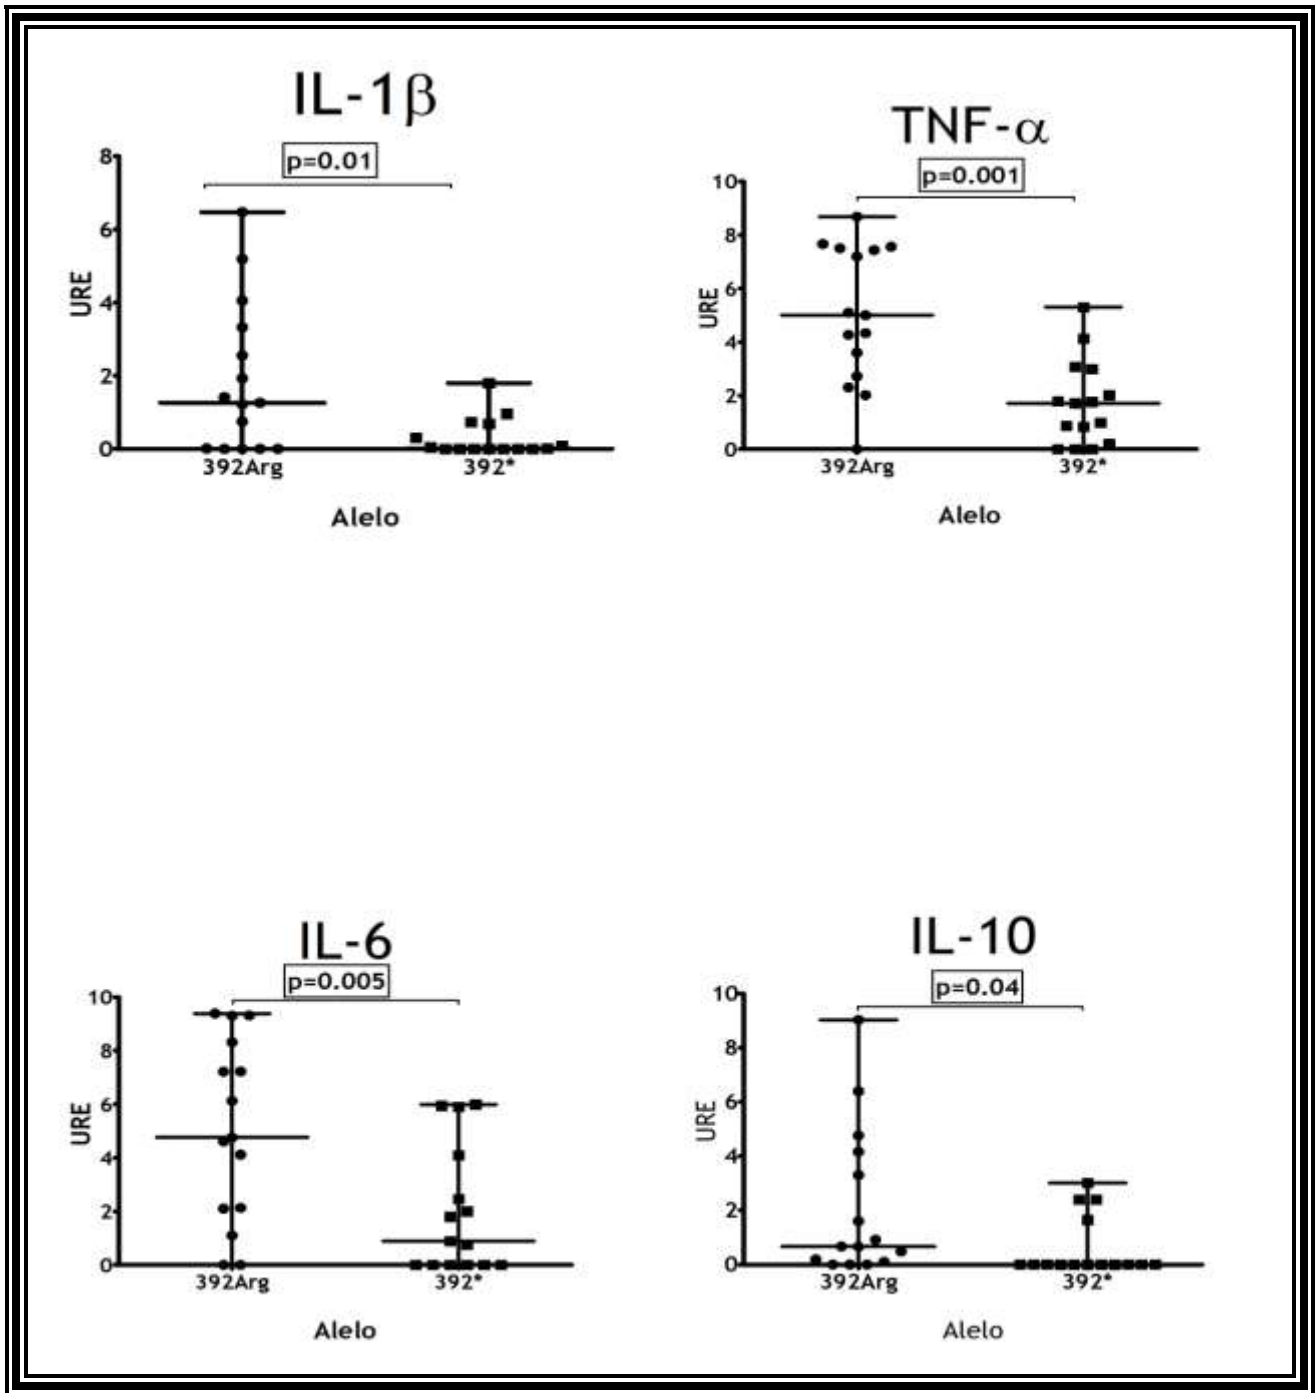 IL-1β
p=0.01
8
6
4
2
0
URE
392Arg
392*
Alelo
TNF-α
p=0.001
10
8
6
4
2
0
URE
392Arg
392*
Alelo
IL-6
p=0.005
10
8
6
4
2
0
URE
392Arg
392*
Alelo
IL-10
p=0.04
10
8
6
4
2
0
URE
392Arg
392*
Alelo